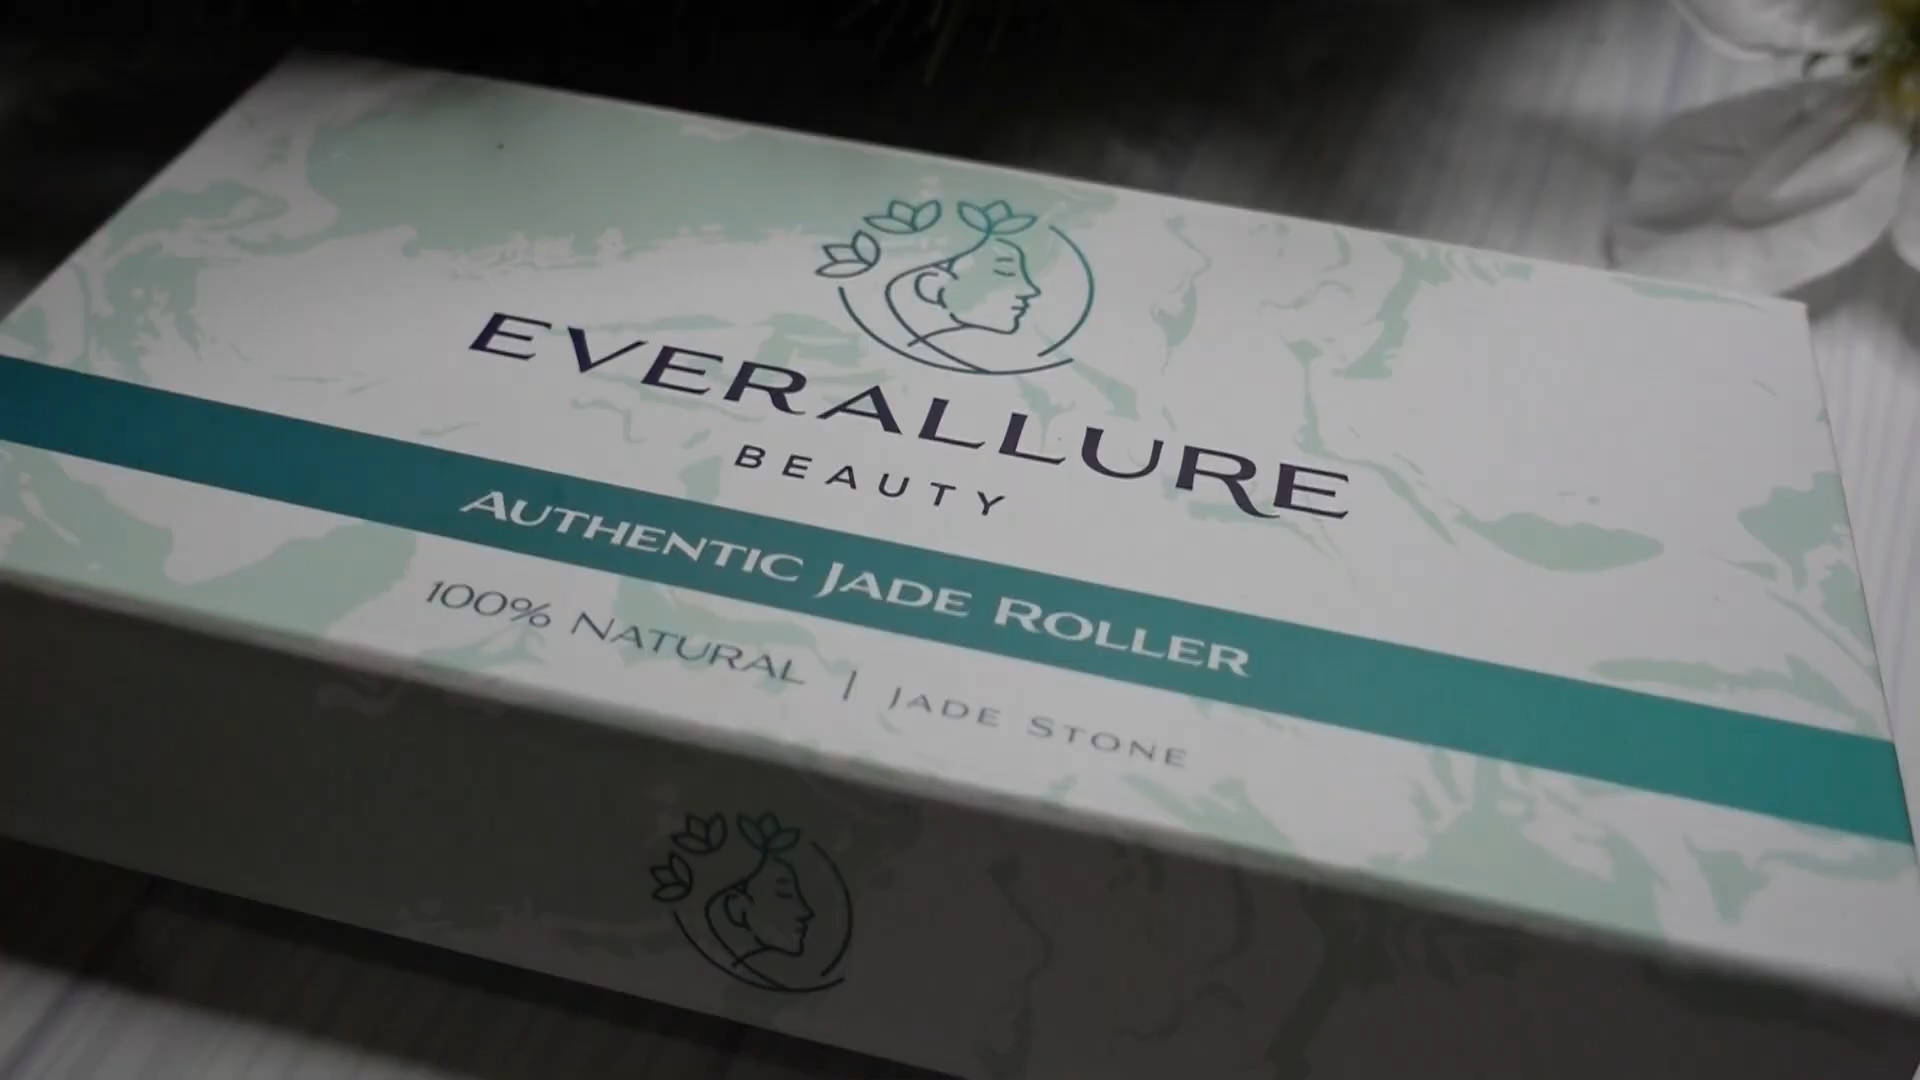 EVERALLURE
BEAUTY
AUTHENTIC JADE ROLLER
100% NATURAL | JADE STONE